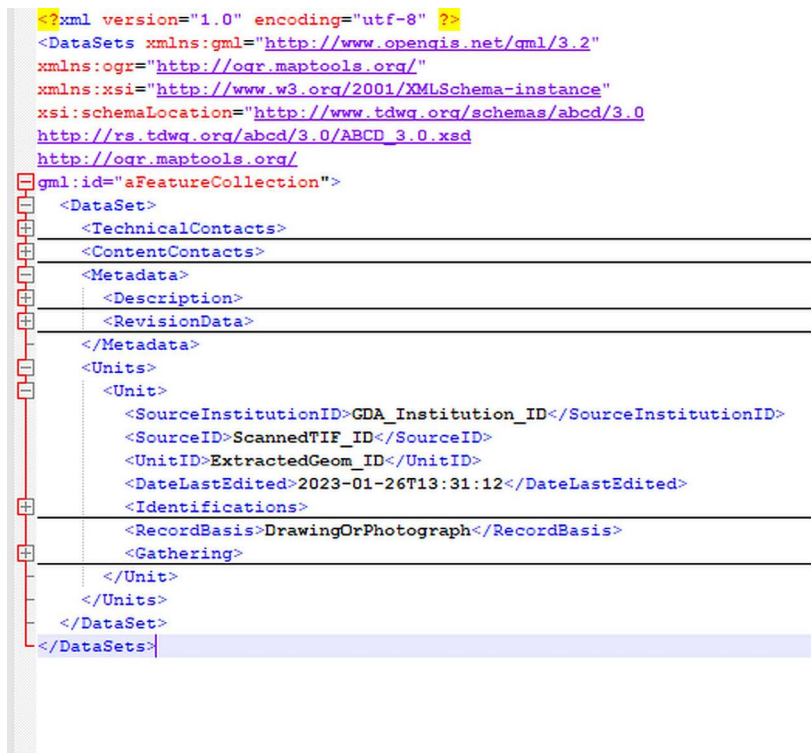 <?xml version="1.0" encoding="utf-8" ?>
<DataSets xmlns:gml="http://www.opengis.net/gml/3.2"
xmlns:ogr="http://ogr.maptools.org/"
xmlns:xsi="http://www.w3.org/2001/XMLSchema-instance"
xsi:schemaLocation="http://www.tdwg.org/schemas/abcd/3.0
http://rs.tdwg.org/abcd/3.0/ABCD_3.0.xsd
http://ogr.maptools.org/
gml:id="aFeatureCollection">
<DataSet>
<TechnicalContacts>
<ContentContacts>
<Metadata>
<Description>
<RevisionData>
</Metadata>
<Units>
<Unit>
<SourceInstitutionID>GDA_Institution_ID</SourceInstitutionID>
<SourceID>ScannedTIF_ID</SourceID>
<UnitID>ExtractedGeom_ID</UnitID>
<DateLastEdited>2023-01-26T13:31:12</DateLastEdited>
<Identifications>
<RecordBasis>DrawingOrPhotograph</RecordBasis>
<Gathering>
</Unit>
</Units>
</DataSet>
</DataSets>